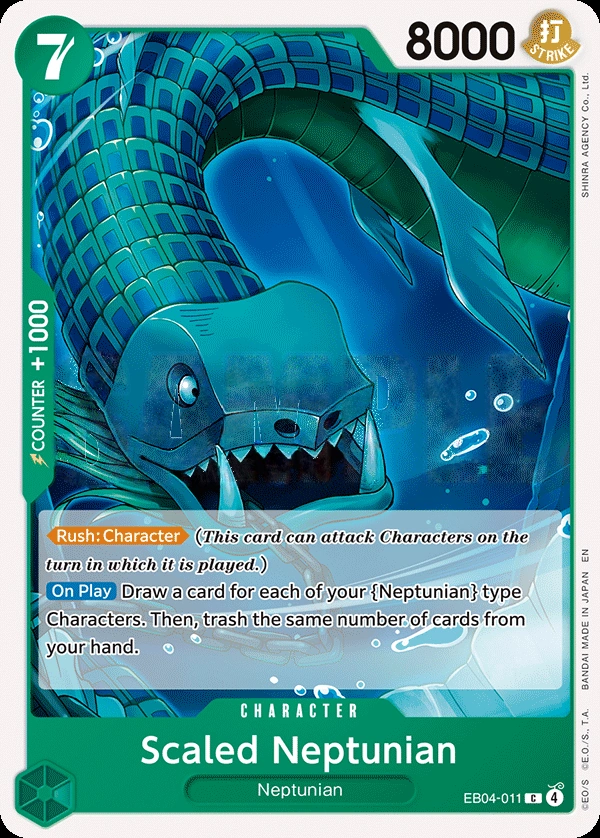 7
8000
打
STRIKE
SHINRA AGENCY Co., Ltd.
COUNTER +1000
SAMPLE
Rush: Character (This card can attack Characters on the
turn in which it is played.)
On Play Draw a card for each of your {Neptunian} type
Characters. Then, trash the same number of cards from
your hand.
CHARACTER
Scaled Neptunian
Neptunian
EB04-011 C 4
©E.O/S ©E.O./S., T.A. BANDAI MADE IN JAPAN EN